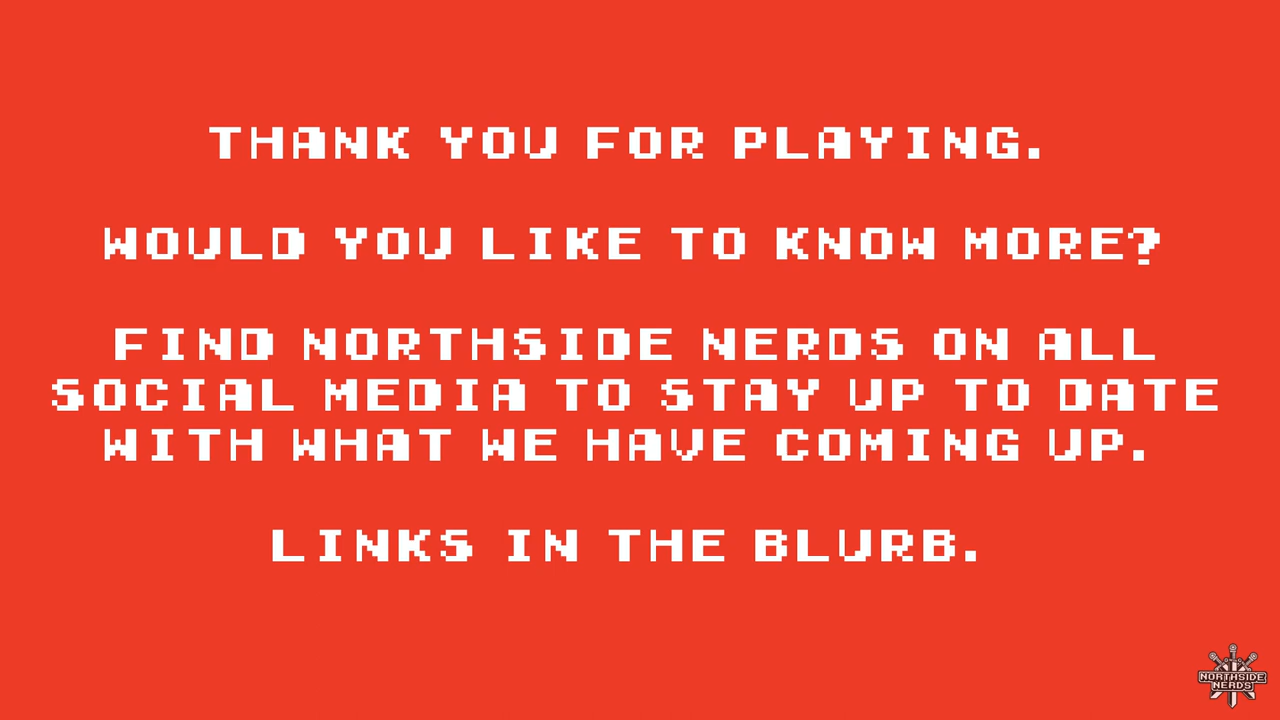 THANK YOU FOR PLAYING.
WOULD YOU LIKE TO KNOW MORE?
FIND NORTHSIDE NERDS ON ALL
SOCIAL MEDIA TO STAY UP TO DATE
WITH WHAT WE HAVE COMING UP.
LINKS IN THE BLURB.
NORTHSIDE
NERDS